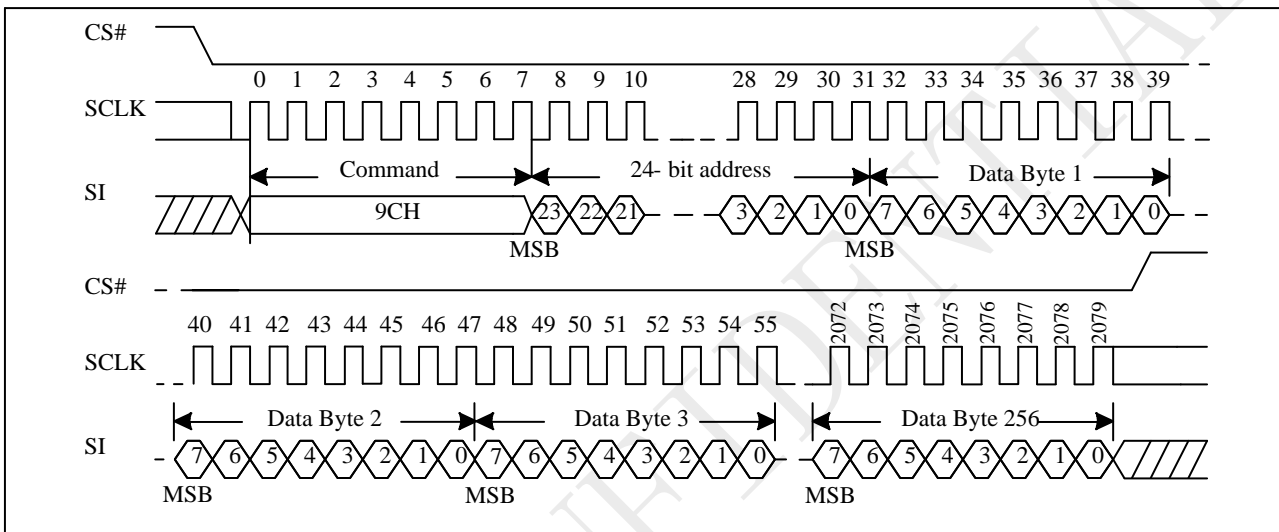 CS#
0 1 2 3 4 5 6 7 8 9 10 28 29 30 31 32 33 34 35 36 37 38 39
SCLK
Command 24- bit address Data Byte 1
SI
9CH 23 22 21 3 2 1 0 7 6 5 4 3 2 1 0
MSB MSB
CS#
40 41 42 43 44 45 46 47 48 49 50 51 52 53 54 55 2072 2073 2074 2075 2076 2077 2078 2079
SCLK
Data Byte 2 Data Byte 3 Data Byte 256
SI
7 6 5 4 3 2 1 0 7 6 5 4 3 2 1 0 7 6 5 4 3 2 1 0
MSB MSB MSB